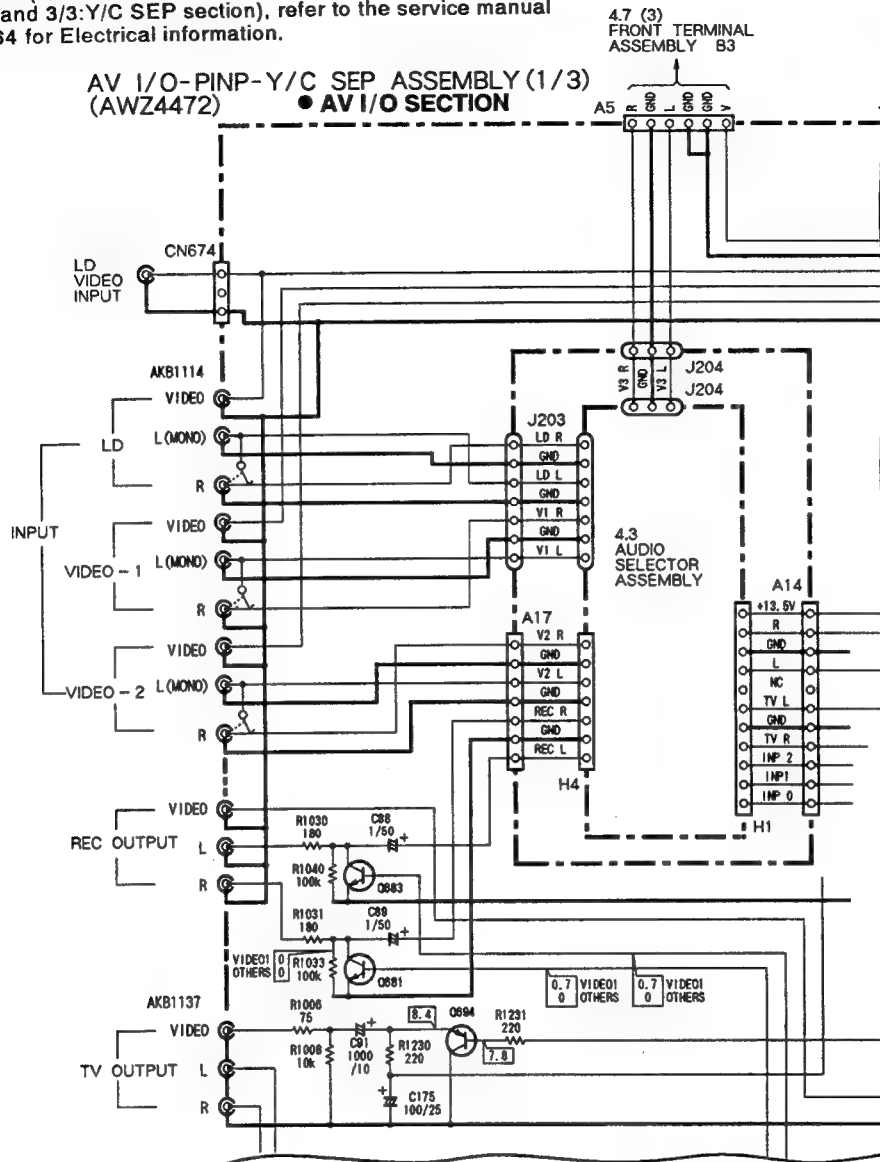 and 3/3:Y/C SEP section), refer to the service manual
64 for Electrical information.
4.7 (3)
FRONT TERMINAL
ASSEMBLY B3
AV I/O-PINP-Y/C SEP ASSEMBLY (1/3)
(AWZ4472) ● AV I/O SECTION
A5
R
GND
L
GND
GND
V
CN674
LD
VIDEO
INPUT
AKB1114
VIDEO
L(MONO)
LD
R
INPUT
VIDEO
L(MONO)
VIDEO - 1
R
VIDEO
L(MONO)
VIDEO - 2
R
J204
V3 R
GND
V3 L
J204
J203
LD R
GND
LD L
GND
V1 R
GND
V1 L
4.3
AUDIO
SELECTOR
ASSEMBLY
A17
V2 R
GND
V2 L
GND
REC R
GND
REC L
H4
A14
+13.5V
R
GND
L
NC
TV L
GND
TV R
INP 2
INP1
INP 0
H1
VIDEO
REC OUTPUT
L
R
R1030
180
C88
1/50
+
R1040
100k
Q883
R1031
180
C89
1/50
+
VIDEO1 0
OTHERS 0
R1033
100k
Q881
0.7 VIDEO1
0 OTHERS
0.7 VIDEO1
0 OTHERS
AKB1137
VIDEO
TV OUTPUT
L
R
R1006
75
R1008
10k
+
C91
1000
/10
8.4
R1230
220
Q894
7.8
R1231
220
+
C175
100/25